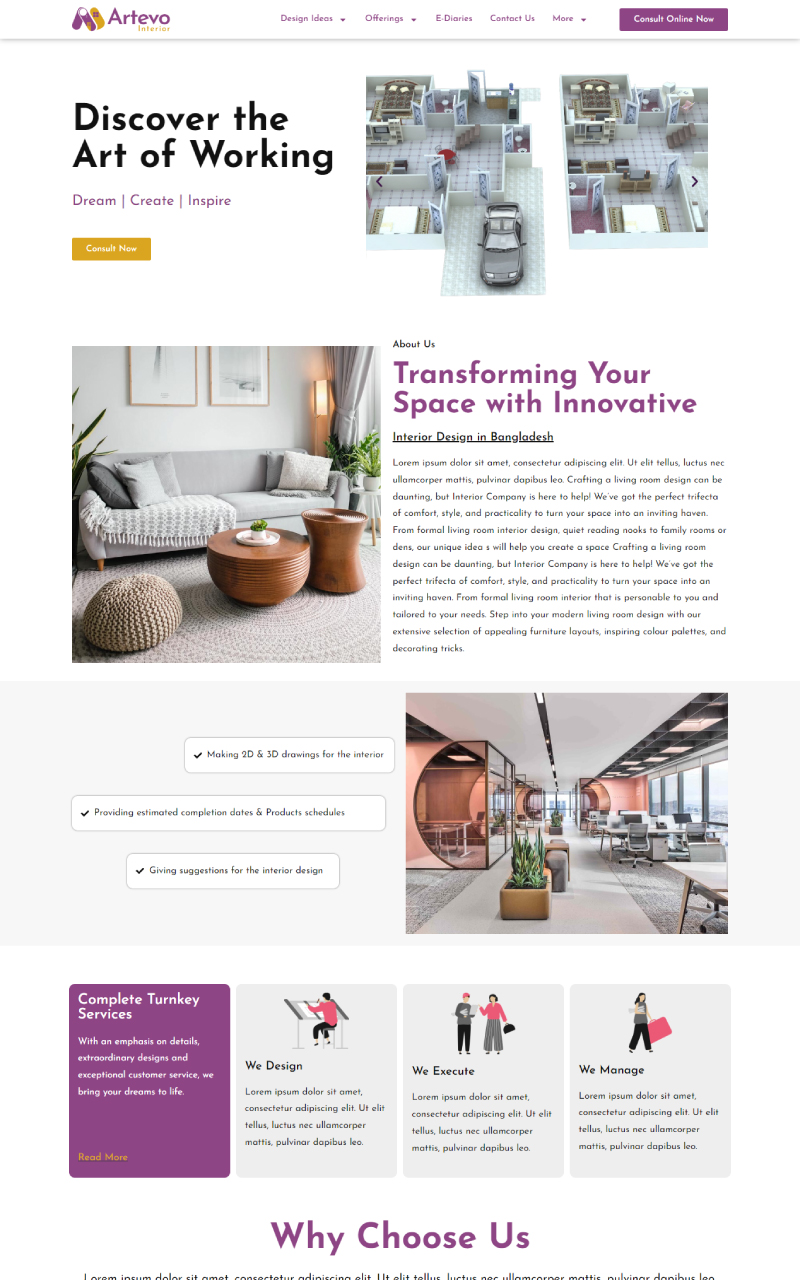 Artevo
Interior
Design Ideas
Offerings
E-Diaries
Contact Us
More
Consult Online Now
Discover the
Art of Working
Dream | Create | Inspire
Consult Now
About Us
Transforming Your
Space with Innovative
Interior Design in Bangladesh
Lorem ipsum dolor sit amet, consectetur adipiscing elit. Ut elit tellus, luctus nec
ullamcorper mattis, pulvinar dapibus leo. Crafting a living room design can be
daunting, but Interior Company is here to help! We've got the perfect trifecta
of comfort, style, and practicality to turn your space into an inviting haven.
From formal living room interior design, quiet reading nooks to family rooms or
dens, our unique idea s will help you create a space Crafting a living room
design can be daunting, but Interior Company is here to help! We've got the
perfect trifecta of comfort, style, and practicality to turn your space into an
inviting haven. From formal living room interior that is personable to you and
tailored to your needs. Step into your modern living room design with our
extensive selection of appealing furniture layouts, inspiring colour palettes, and
decorating tricks.
Making 2D & 3D drawings for the interior
Providing estimated completion dates & Products schedules
Giving suggestions for the interior design
Complete Turnkey
Services
With an emphasis on details,
extraordinary designs and
exceptional customer service, we
bring your dreams to life.
Read More
We Design
Lorem ipsum dolor sit amet,
consectetur adipiscing elit. Ut elit
tellus, luctus nec ullamcorper
mattis, pulvinar dapibus leo.
We Execute
Lorem ipsum dolor sit amet,
consectetur adipiscing elit. Ut elit
tellus, luctus nec ullamcorper
mattis, pulvinar dapibus leo.
We Manage
Lorem ipsum dolor sit amet,
consectetur adipiscing elit. Ut elit
tellus, luctus nec ullamcorper
mattis, pulvinar dapibus leo.
Why Choose Us
Lorem ipsum dolor sit amet, consectetur adipiscing elit. Ut elit tellus, luctus nec ullamcorper mattis, pulvinar dapibus leo